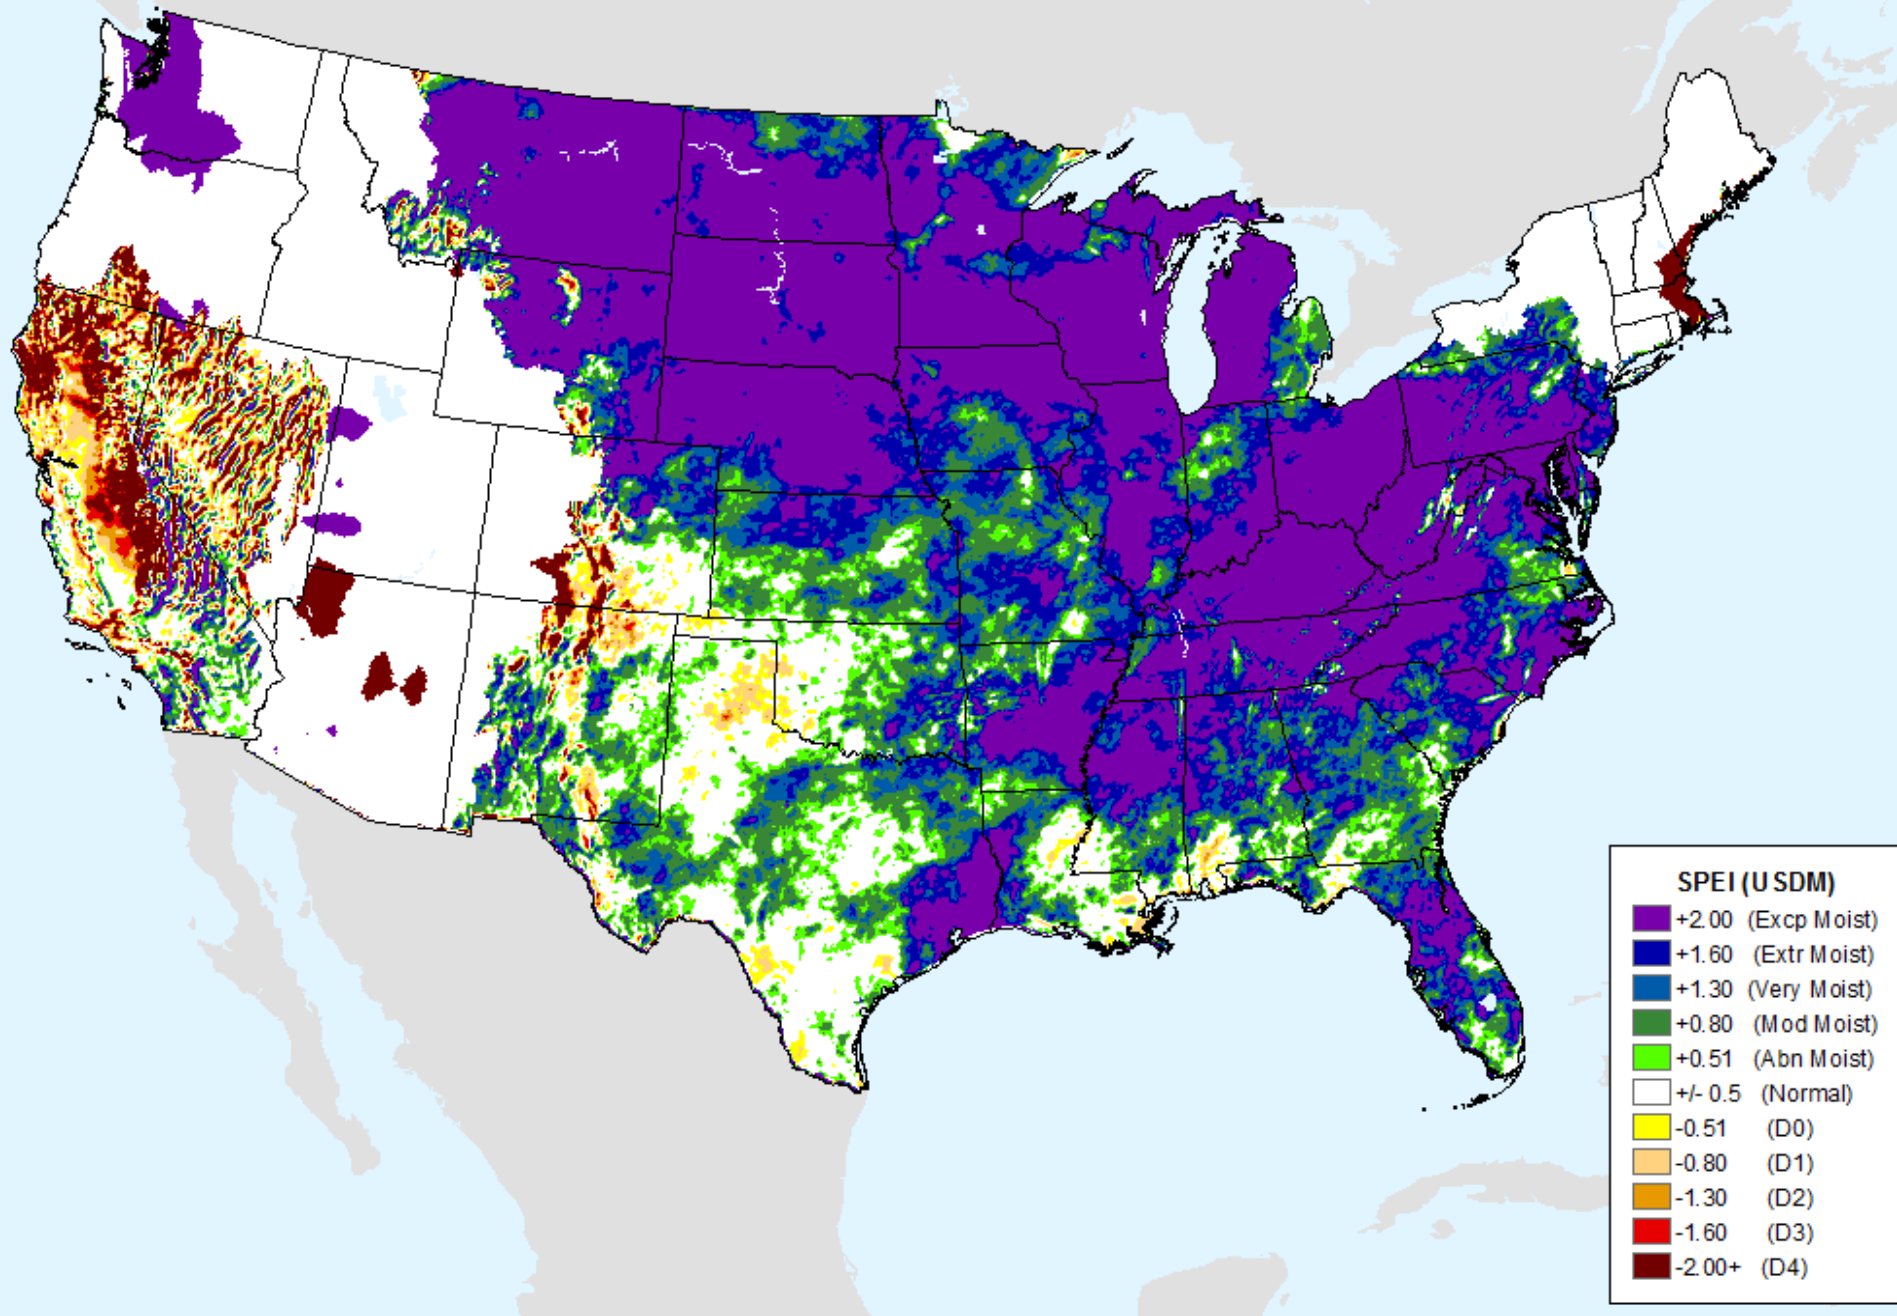 SPEI (USDM)
+2.00 (Excp Moist)
+1.60 (Extr Moist)
+1.30 (Very Moist)
+0.80 (Mod Moist)
+0.51 (Abn Moist)
+/- 0.5 (Normal)
-0.51 (D0)
-0.80 (D1)
-1.30 (D2)
-1.60 (D3)
-2.00+ (D4)